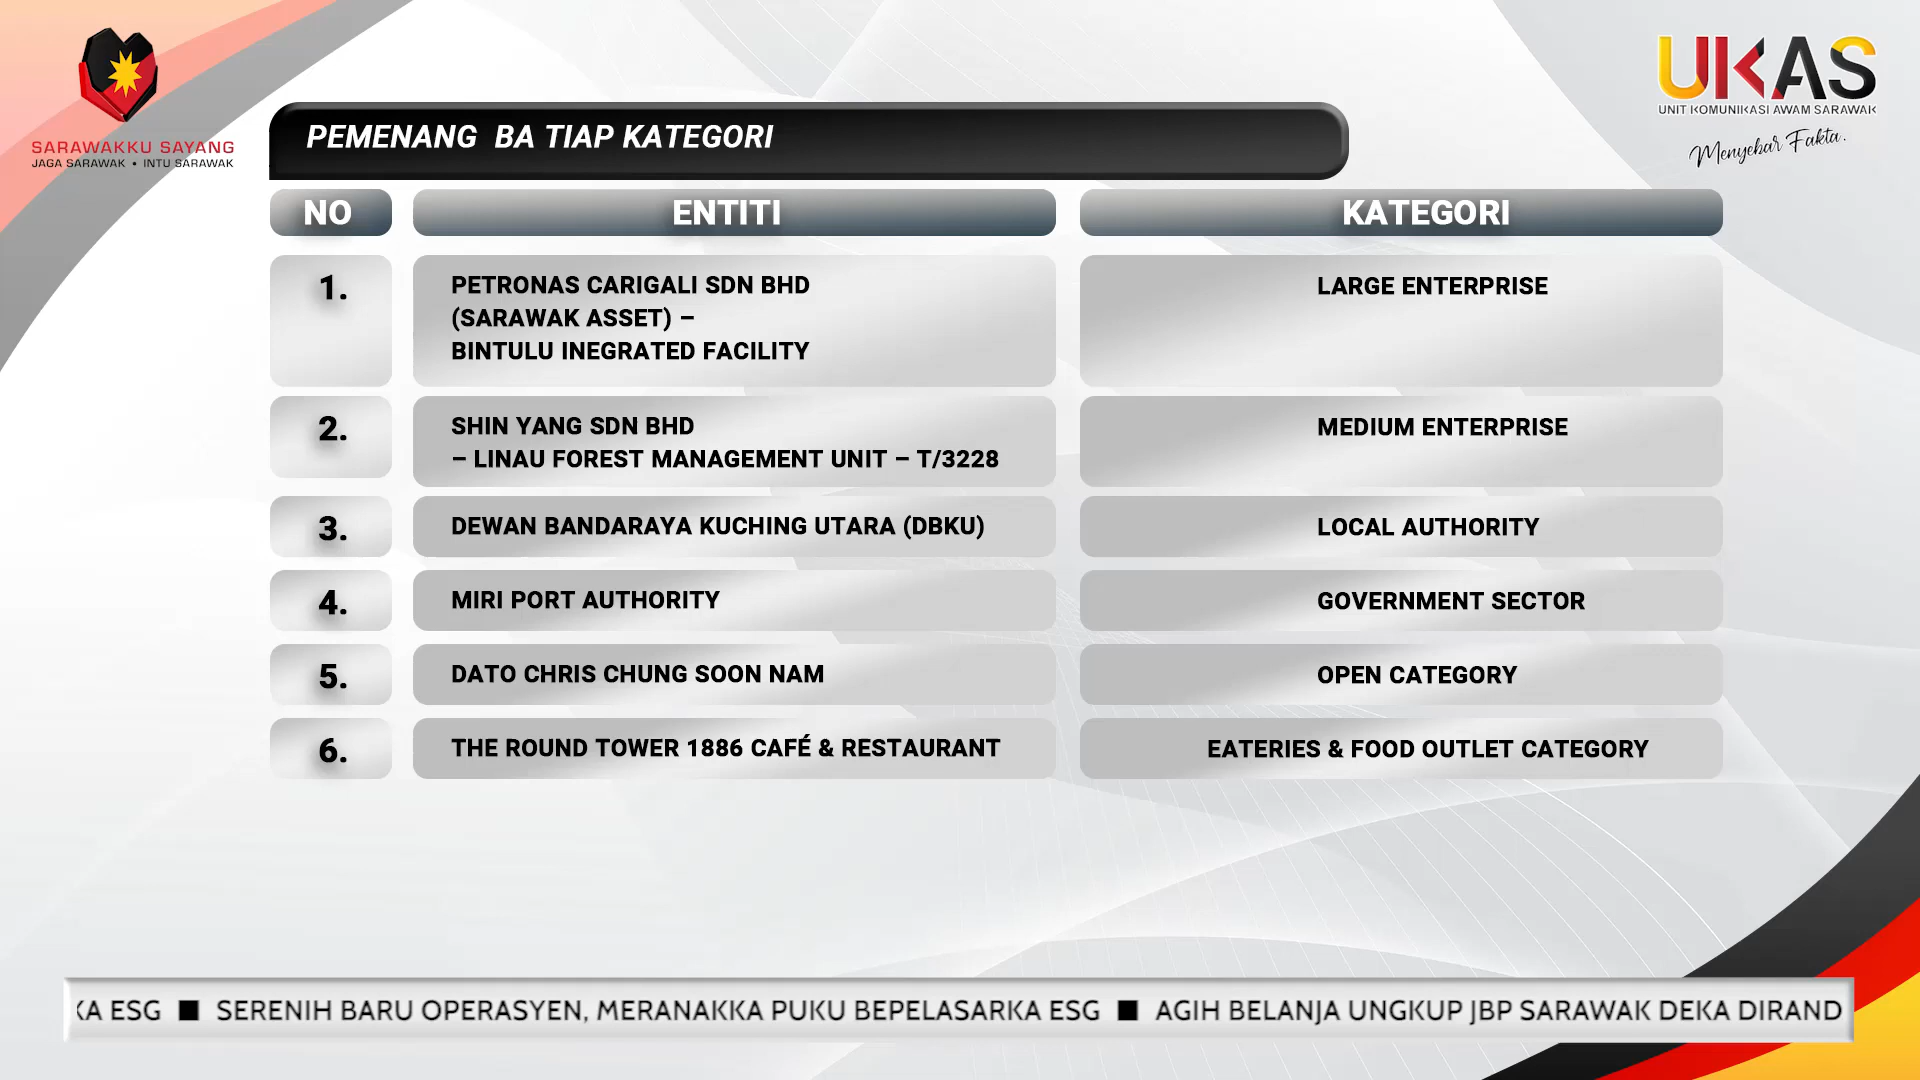 SARAWAKKU SAYANG
JAGA SARAWAK • INTU SARAWAK
UKAS
UNIT KOMUNIKASI AWAM SARAWAK
Menyebar Fakta.
PEMENANG BA TIAP KATEGORI
NO ENTITI KATEGORI
1. PETRONAS CARIGALI SDN BHD LARGE ENTERPRISE
(SARAWAK ASSET) –
BINTULU INEGRATED FACILITY
2. SHIN YANG SDN BHD MEDIUM ENTERPRISE
– LINAU FOREST MANAGEMENT UNIT – T/3228
3. DEWAN BANDARAYA KUCHING UTARA (DBKU) LOCAL AUTHORITY
4. MIRI PORT AUTHORITY GOVERNMENT SECTOR
5. DATO CHRIS CHUNG SOON NAM OPEN CATEGORY
6. THE ROUND TOWER 1886 CAFÉ & RESTAURANT EATERIES & FOOD OUTLET CATEGORY
KA ESG ■ SERENIH BARU OPERASYEN, MERANAKKA PUKU BEPELASARKA ESG ■ AGIH BELANJA UNGKUP JBP SARAWAK DEKA DIRAND